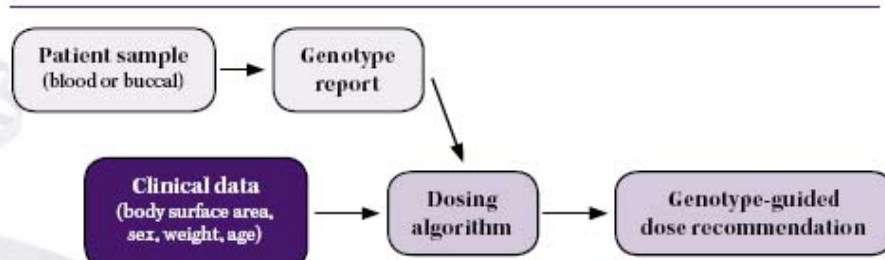 Patient sample
(blood or buccal)
Genotype
report
Clinical data
(body surface area,
sex, weight, age)
Dosing
algorithm
Genotype-guided
dose recommendation